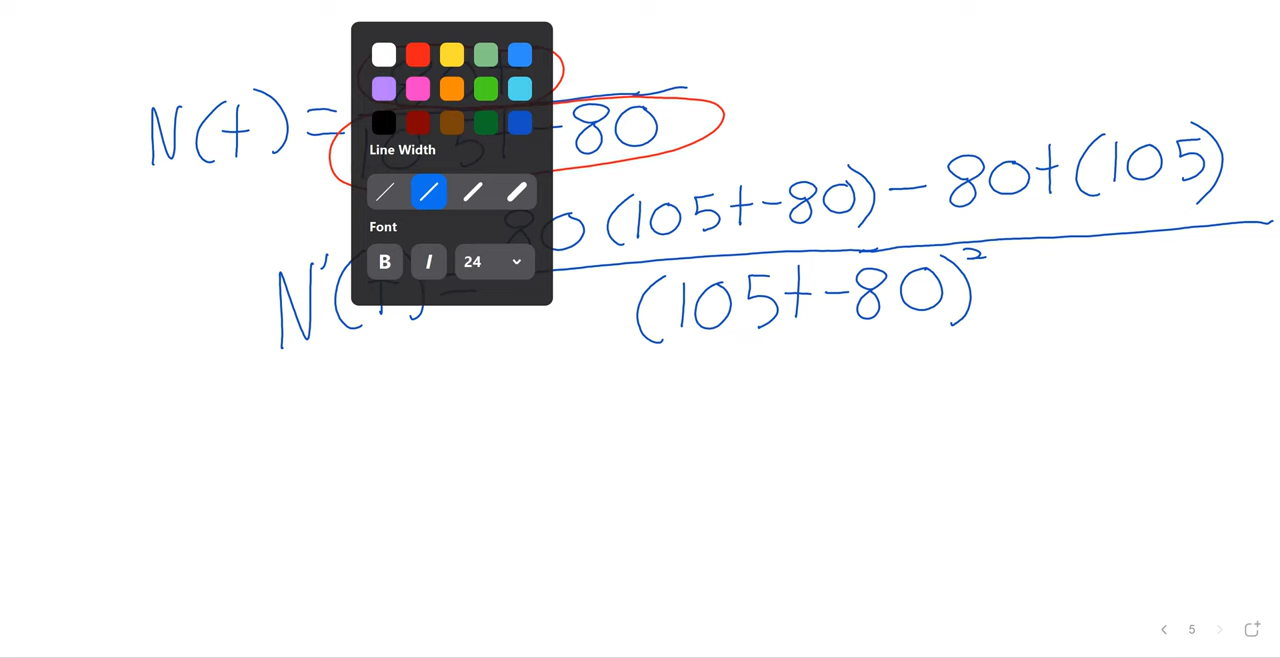 N(t) = -80
Line Width
80(105t-80) - 80t(105)
Font
B I 24
N'(t) =
(105t-80)²
5